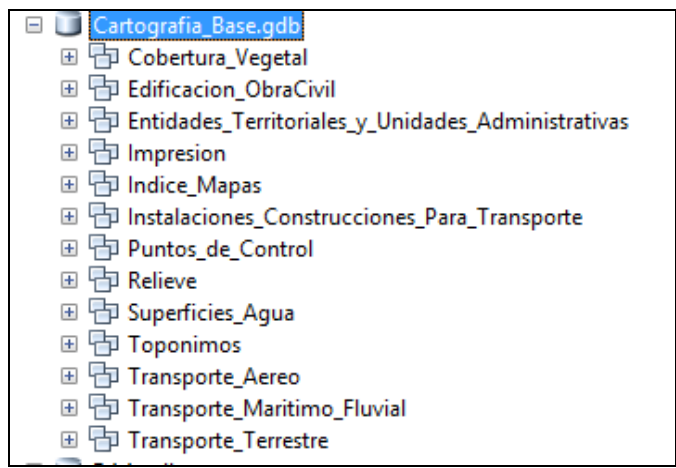 Cartografia_Base.gdb
Cobertura_Vegetal
Edificacion_ObraCivil
Entidades_Territoriales_y_Unidades_Administrativas
Impresion
Indice_Mapas
Instalaciones_Construcciones_Para_Transporte
Puntos_de_Control
Relieve
Superficies_Agua
Toponimos
Transporte_Aereo
Transporte_Maritimo_Fluvial
Transporte_Terrestre